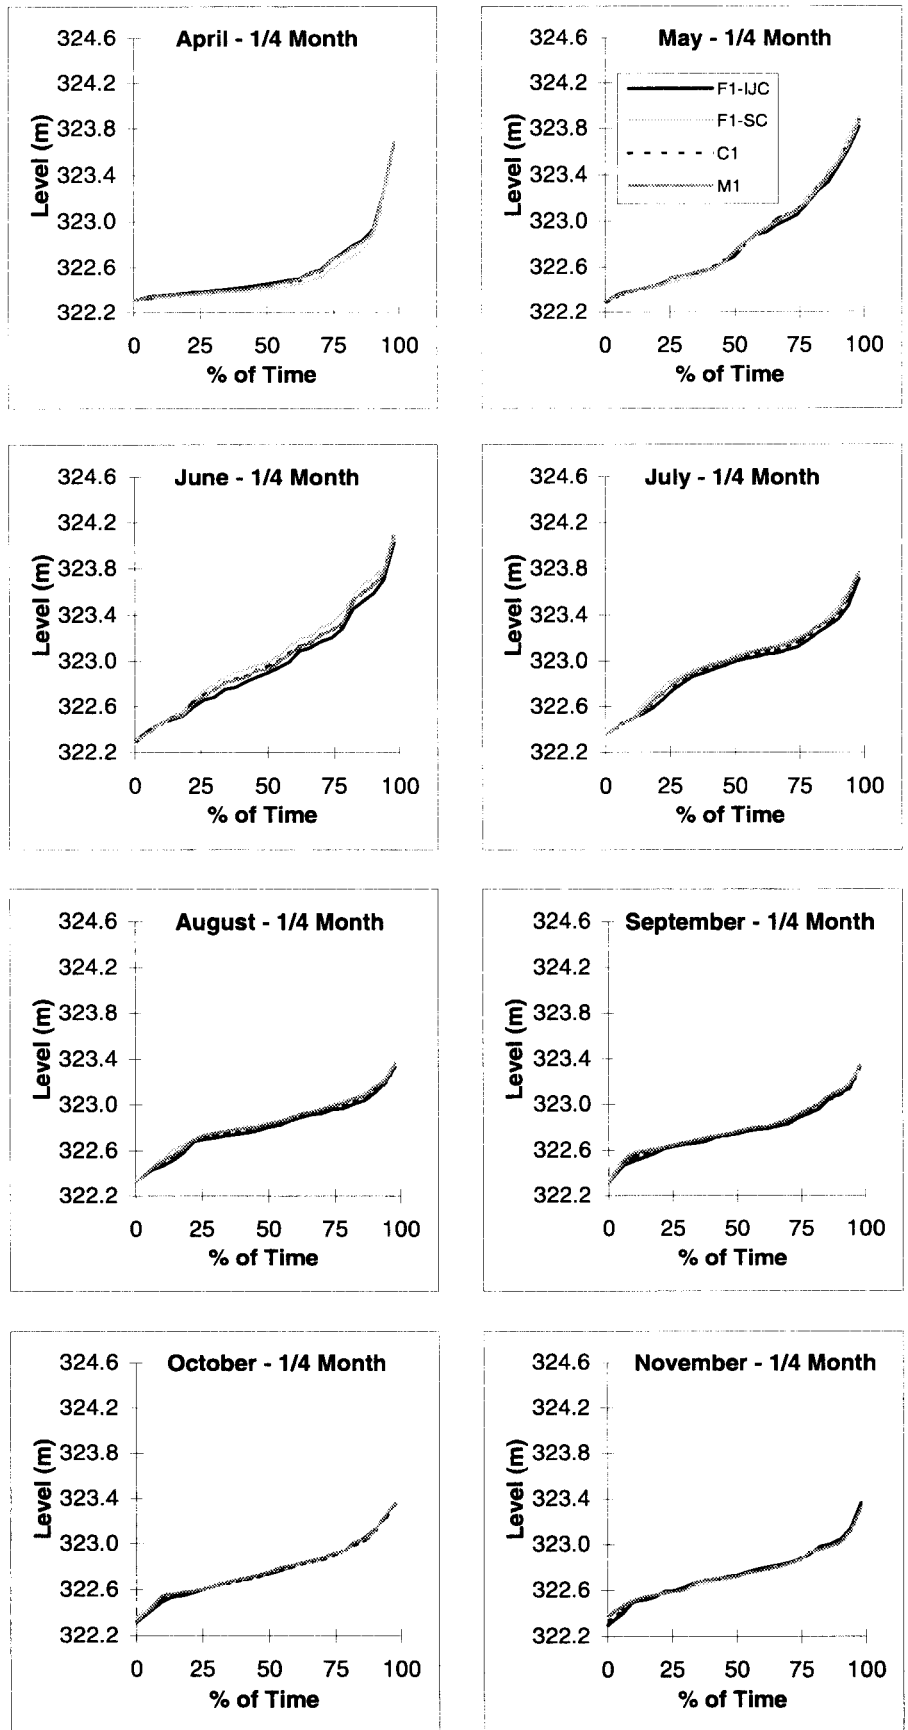 April - 1/4 Month
Level (m)
324.6
324.2
323.8
323.4
323.0
322.6
322.2
0 25 50 75 100
% of Time
May - 1/4 Month
Level (m)
324.6
324.2
323.8
323.4
323.0
322.6
322.2
F1-IJC
F1-SC
C1
M1
0 25 50 75 100
% of Time
June - 1/4 Month
Level (m)
324.6
324.2
323.8
323.4
323.0
322.6
322.2
0 25 50 75 100
% of Time
July - 1/4 Month
Level (m)
324.6
324.2
323.8
323.4
323.0
322.6
322.2
0 25 50 75 100
% of Time
August - 1/4 Month
Level (m)
324.6
324.2
323.8
323.4
323.0
322.6
322.2
0 25 50 75 100
% of Time
September - 1/4 Month
Level (m)
324.6
324.2
323.8
323.4
323.0
322.6
322.2
0 25 50 75 100
% of Time
October - 1/4 Month
Level (m)
324.6
324.2
323.8
323.4
323.0
322.6
322.2
0 25 50 75 100
% of Time
November - 1/4 Month
Level (m)
324.6
324.2
323.8
323.4
323.0
322.6
322.2
0 25 50 75 100
% of Time